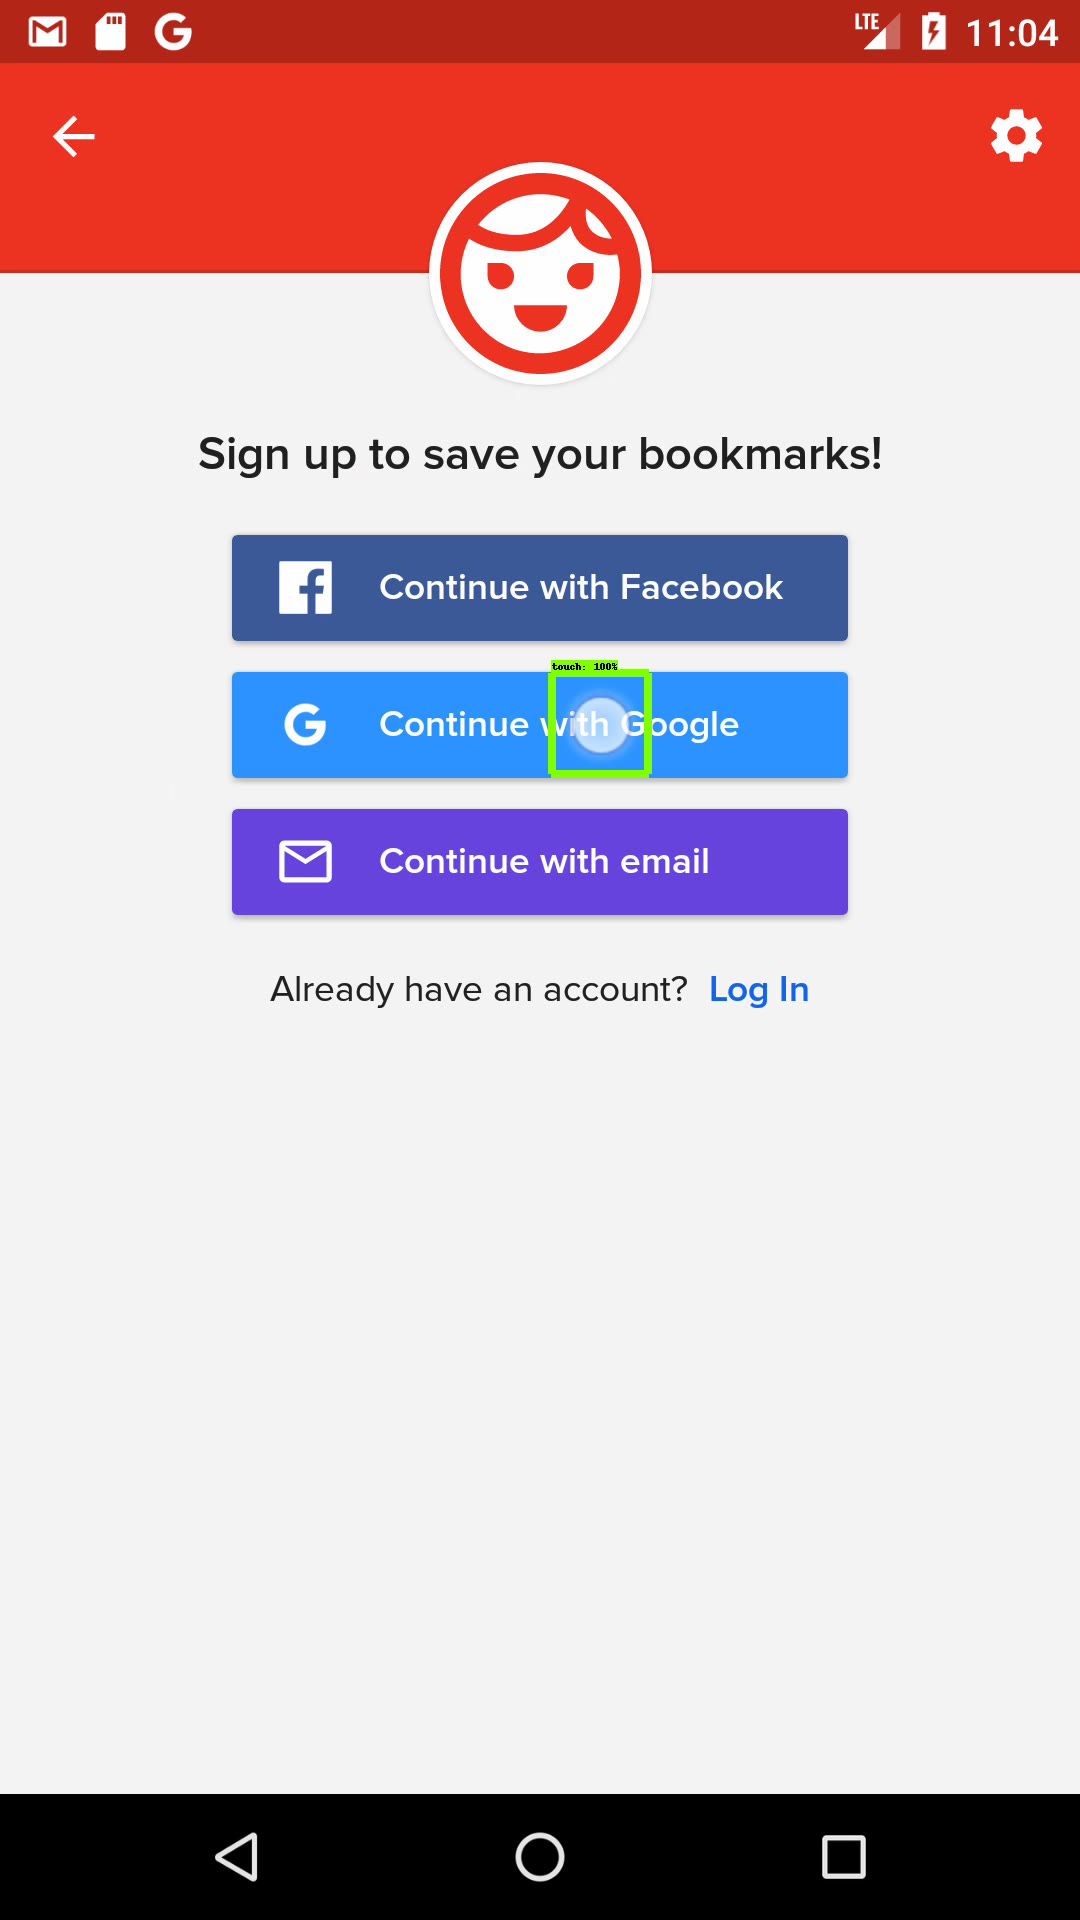 LTE 11:04
Sign up to save your bookmarks!
Continue with Facebook
touch: 100%
Continue with Google
Continue with email
Already have an account? Log In